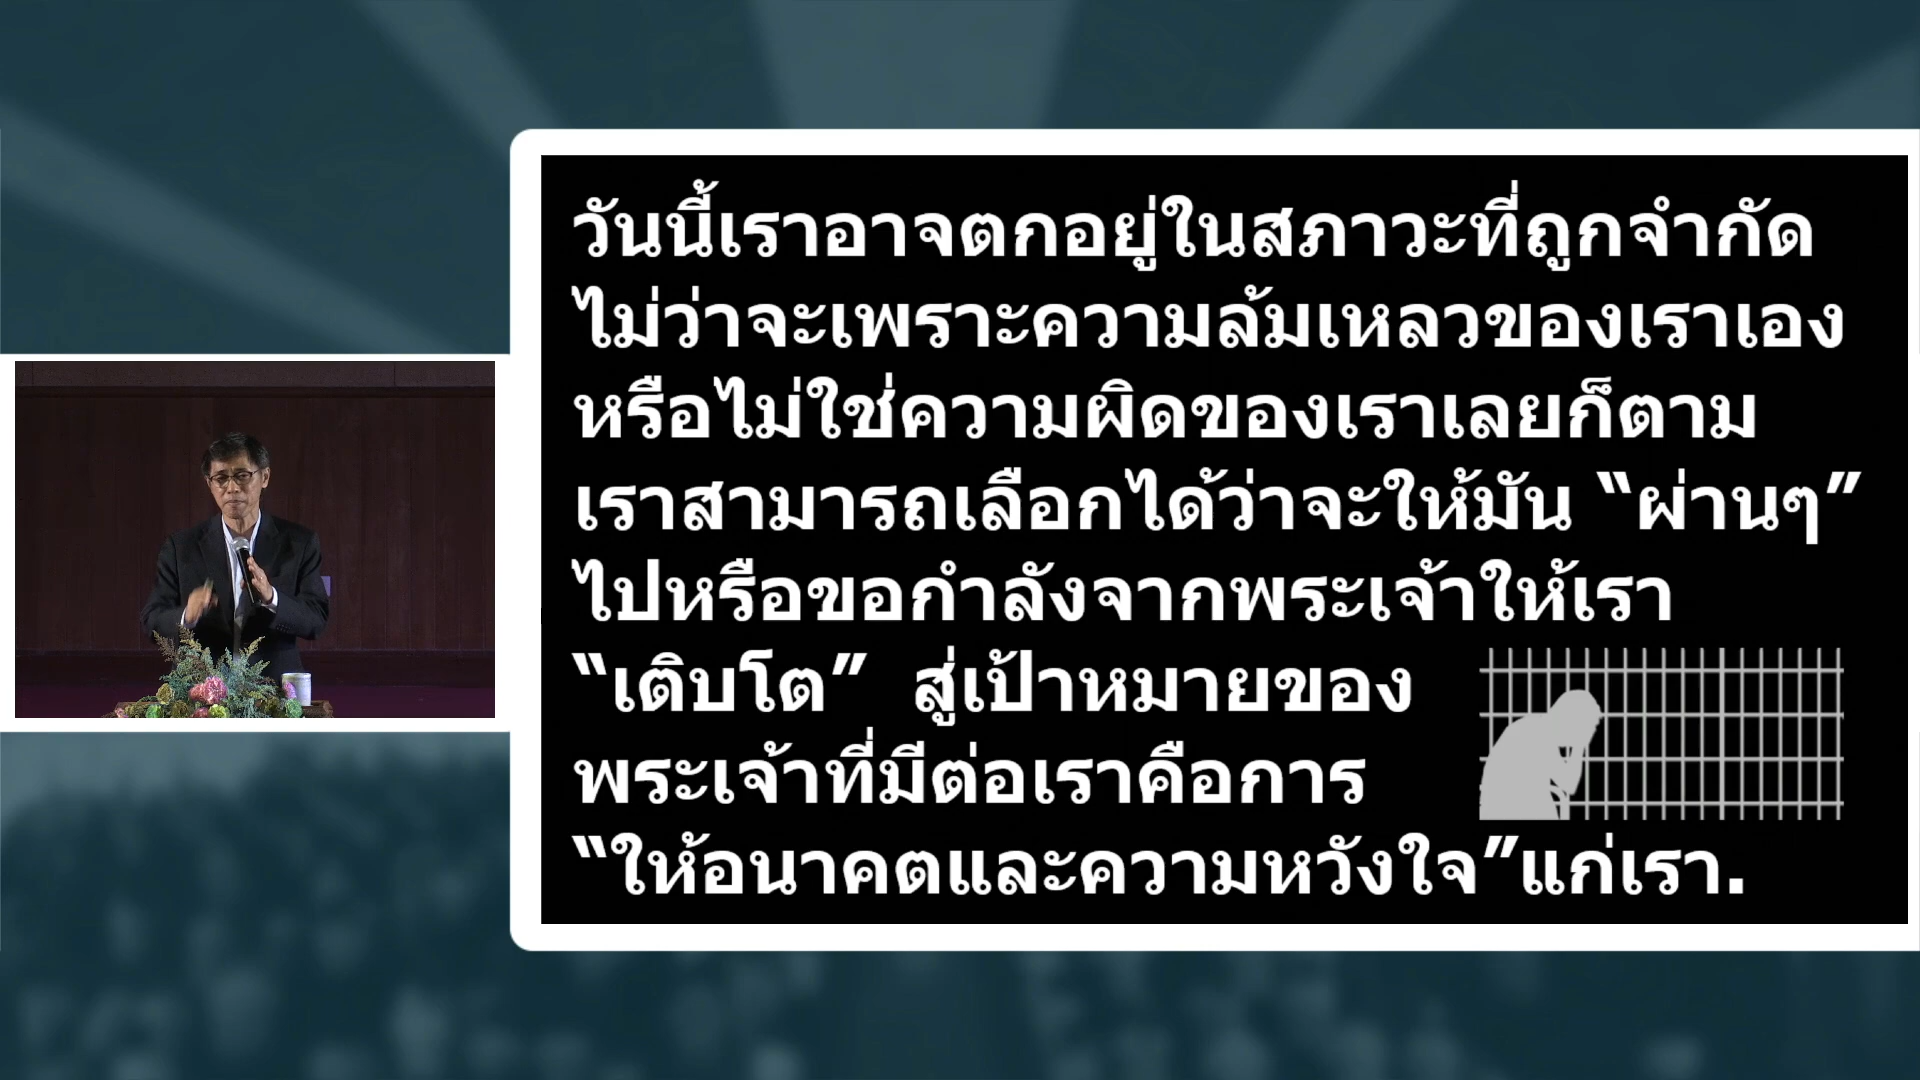 วันนี้เราอาจตกอยู่ในสภาวะที่ถูกจำกัด
ไม่ว่าจะเพราะความล้มเหลวของเราเอง
หรือไม่ใช่ความผิดของเราเลยก็ตาม
เราสามารถเลือกได้ว่าจะให้มัน “ผ่านๆ”
ไปหรือขอกำลังจากพระเจ้าให้เรา
“เติบโต”  สู่เป้าหมายของ
พระเจ้าที่มีต่อเราคือการ
“ให้อนาคตและความหวังใจ”แก่เรา.